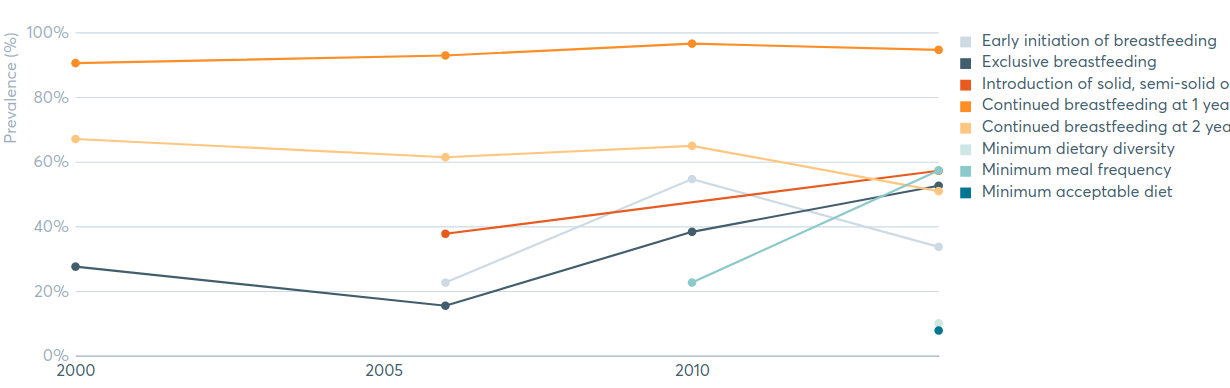 Prevalence (%)
100%
80%
60%
40%
20%
0%
2000
2005
2010
Early initiation of breastfeeding
Exclusive breastfeeding
Introduction of solid, semi-solid o
Continued breastfeeding at 1 yea
Continued breastfeeding at 2 yea
Minimum dietary diversity
Minimum meal frequency
Minimum acceptable diet